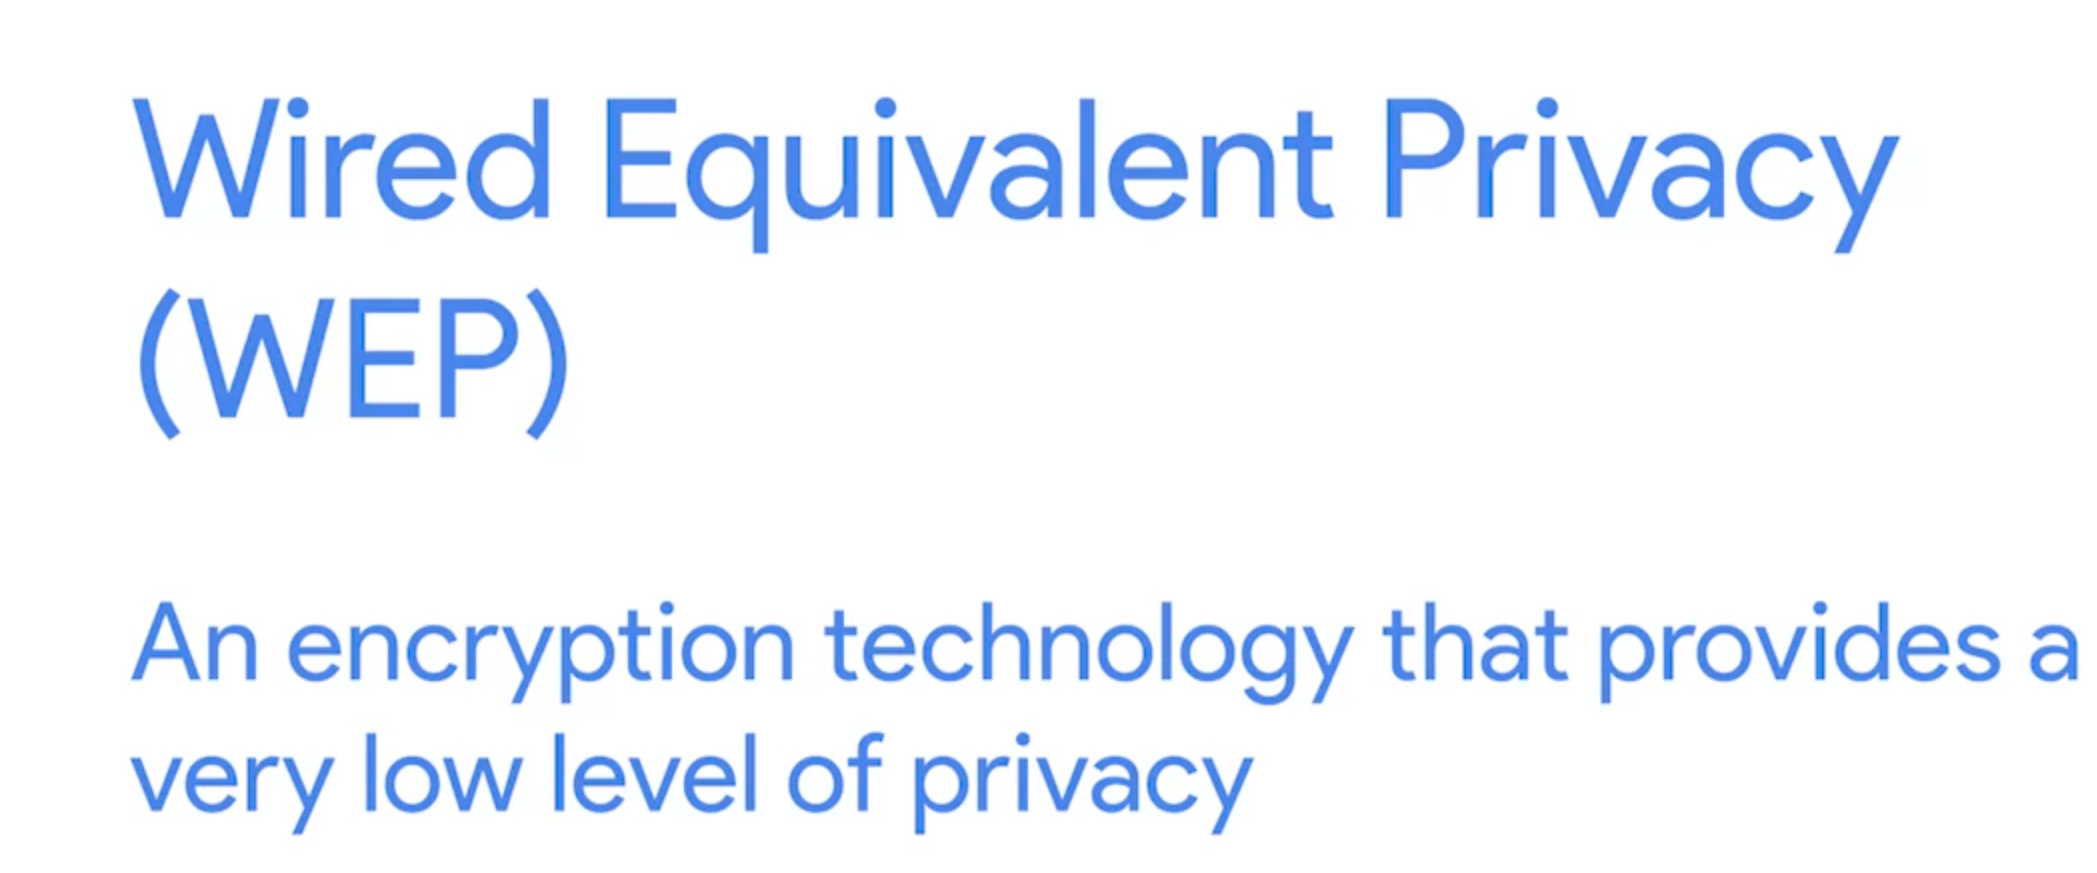 Wired Equivalent Privacy
(WEP)
An encryption technology that provides a
very low level of privacy